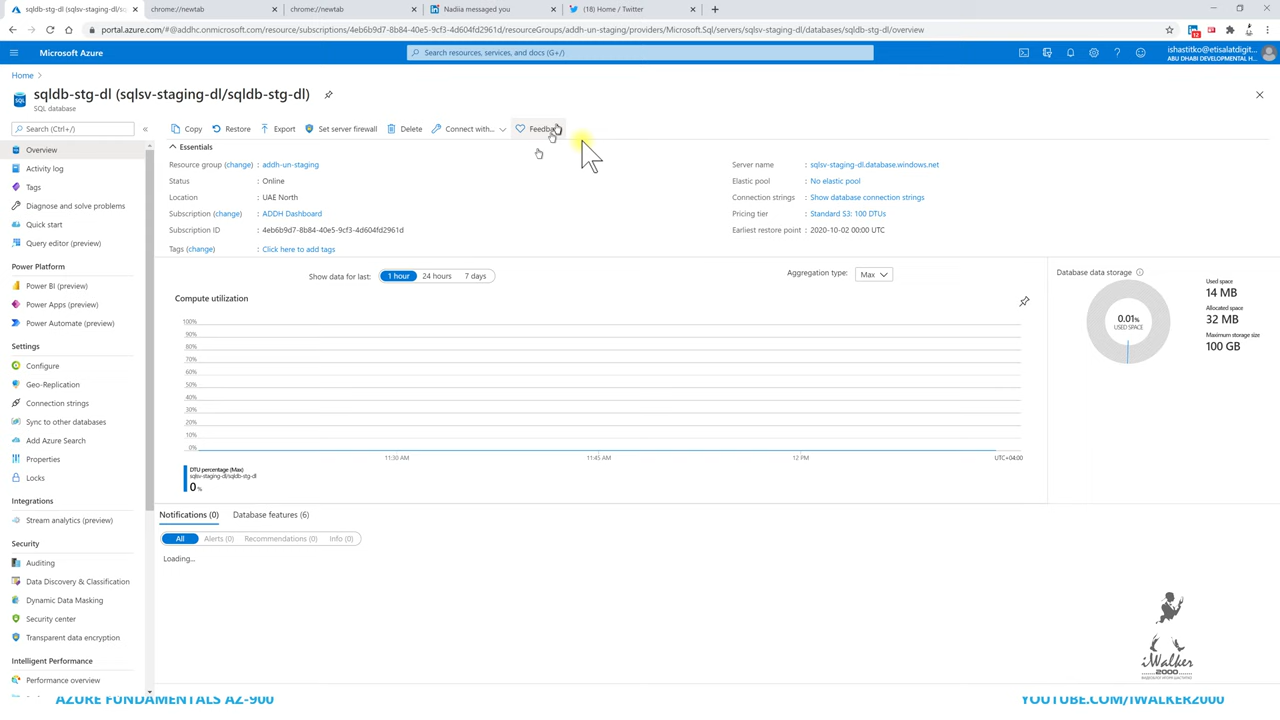 sqldb-stg-dl (sqlsv-staging-dl/s
chrome://newtab
chrome://newtab
Nadiia messaged you
(18) Home / Twitter
portal.azure.com/#@addhc.onmicrosoft.com/resource/subscriptions/4eb6b9d7-8b84-40e5-9cf3-4d604fd2961d/resourceGroups/addh-un-staging/providers/Microsoft.Sql/servers/sqlsv-staging-dl/databases/sqldb-stg-dl/overview
Microsoft Azure
Search resources, services, and docs (G+/)
ishastitko@etisalatdigit...
ABU DHABI DEVELOPMENTAL H...
Home
sqldb-stg-dl (sqlsv-staging-dl/sqldb-stg-dl)
SQL database
Search (Ctrl+/)
Copy
Restore
Export
Set server firewall
Delete
Connect with...
Feedba
Overview
Activity log
Tags
Diagnose and solve problems
Quick start
Query editor (preview)
Power Platform
Power BI (preview)
Power Apps (preview)
Power Automate (preview)
Settings
Configure
Geo-Replication
Connection strings
Sync to other databases
Add Azure Search
Properties
Locks
Integrations
Stream analytics (preview)
Security
Auditing
Data Discovery & Classification
Dynamic Data Masking
Security center
Transparent data encryption
Intelligent Performance
Performance overview
Essentials
Resource group (change) : addh-un-staging
Status : Online
Location : UAE North
Subscription (change) : ADDH Dashboard
Subscription ID : 4eb6b9d7-8b84-40e5-9cf3-4d604fd2961d
Tags (change) : Click here to add tags
Server name : sqlsv-staging-dl.database.windows.net
Elastic pool : No elastic pool
Connection strings : Show database connection strings
Pricing tier : Standard S3: 100 DTUs
Earliest restore point : 2020-10-02 00:00 UTC
Show data for last:
1 hour
24 hours
7 days
Aggregation type:
Max
Compute utilization
100%
90%
80%
70%
60%
50%
40%
30%
20%
10%
0%
11:30 AM
11:45 AM
12 PM
UTC+04:00
DTU percentage (Max)
sqlsv-staging-dl/sqldb-stg-dl
0 %
Database data storage
0.01%
USED SPACE
Used space
14 MB
Allocated space
32 MB
Maximum storage size
100 GB
Notifications (0)
Database features (6)
All
Alerts (0)
Recommendations (0)
Info (0)
Loading...
iWalker
2000
AZURE FUNDAMENTALS AZ-900
YOUTUBE.COM/IWALKER2000